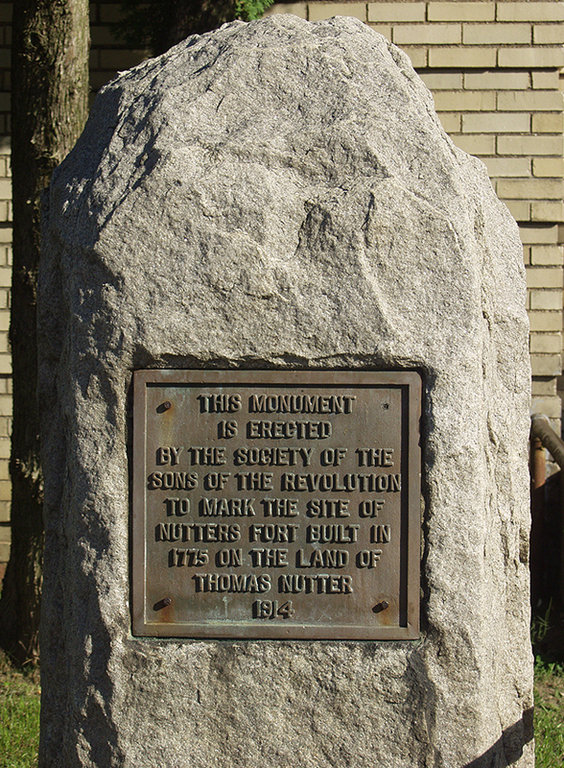 THIS MONUMENT
IS ERECTED
BY THE SOCIETY OF THE
SONS OF THE REVOLUTION
TO MARK THE SITE OF
NUTTERS FORT BUILT IN
1775 ON THE LAND OF
THOMAS NUTTER
1914